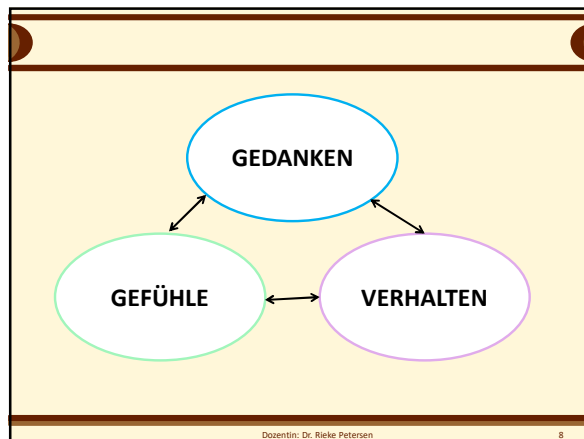 GEDANKEN
GEFÜHLE
VERHALTEN
Dozentin: Dr. Rieke Petersen
8